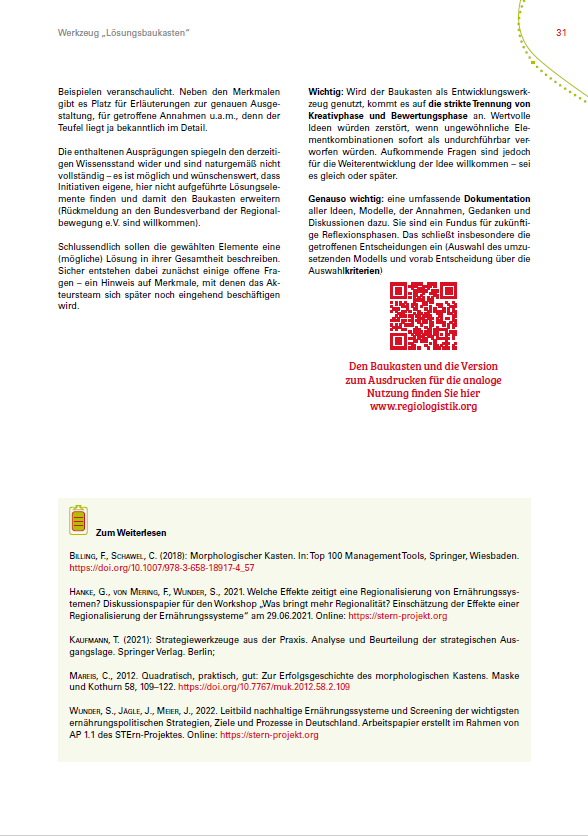 Werkzeug „Lösungsbaukasten“
31
Beispielen veranschaulicht. Neben den Merkmalen
gibt es Platz für Erläuterungen zur genauen Ausge-
staltung, für getroffene Annahmen u.a.m., denn der
Teufel liegt ja bekanntlich im Detail.
Die enthaltenen Ausprägungen spiegeln den derzeiti-
gen Wissensstand wider und sind naturgemäß nicht
vollständig – es ist möglich und wünschenswert, dass
Initiativen eigene, hier nicht aufgeführte Lösungsele-
mente finden und damit den Baukasten erweitern
(Rückmeldung an den Bundesverband der Regional-
bewegung e.V. sind willkommen).
Schlussendlich sollen die gewählten Elemente eine
(mögliche) Lösung in ihrer Gesamtheit beschreiben.
Sicher entstehen dabei zunächst einige offene Fra-
gen – ein Hinweis auf Merkmale, mit denen das Ak-
teursteam sich später noch eingehend beschäftigen
wird.
Wichtig: Wird der Baukasten als Entwicklungswerk-
zeug genutzt, kommt es auf die strikte Trennung von
Kreativphase und Bewertungsphase an. Wertvolle
Ideen würden zerstört, wenn ungewöhnliche Ele-
mentkombinationen sofort als undurchführbar ver-
worfen würden. Aufkommende Fragen sind jedoch
für die Weiterentwicklung der Idee willkommen – sei
es gleich oder später.
Genauso wichtig: eine umfassende Dokumentation
aller Ideen, Modelle, der Annahmen, Gedanken und
Diskussionen dazu. Sie sind ein Fundus für zukünfti-
ge Reflexionsphasen. Das schließt insbesondere die
getroffenen Entscheidungen ein (Auswahl des umzu-
setzenden Modells und vorab Entscheidung über die
Auswahlkriterien)
Den Baukasten und die Version
zum Ausdrucken für die analoge
Nutzung finden Sie hier
www.regiologistik.org
Zum Weiterlesen
Billing, F., Schawel, C. (2018): Morphologischer Kasten. In: Top 100 Management Tools, Springer, Wiesbaden.
https://doi.org/10.1007/978-3-658-18917-4_57
Hanke, G., von Mering, F., Wunder, S., 2021. Welche Effekte zeitigt eine Regionalisierung von Ernährungssys-
temen? Diskussionspapier für den Workshop „Was bringt mehr Regionalität? Einschätzung der Effekte einer
Regionalisierung der Ernährungssysteme“ am 29.06.2021. Online: https://stern-projekt.org
Kaufmann, T. (2021): Strategiewerkzeuge aus der Praxis. Analyse und Beurteilung der strategischen Aus-
gangslage. Springer Verlag. Berlin;
Mareis, C., 2012. Quadratisch, praktisch, gut: Zur Erfolgsgeschichte des morphologischen Kastens. Maske
und Kothurn 58, 109–122. https://doi.org/10.7767/muk.2012.58.2.109
Wunder, S., Jägle, J., Meier, J., 2022. Leitbild nachhaltige Ernährungssysteme und Screening der wichtigsten
ernährungspolitischen Strategien, Ziele und Prozesse in Deutschland. Arbeitspapier erstellt im Rahmen von
AP 1.1 des STErn-Projektes. Online: https://stern-projekt.org